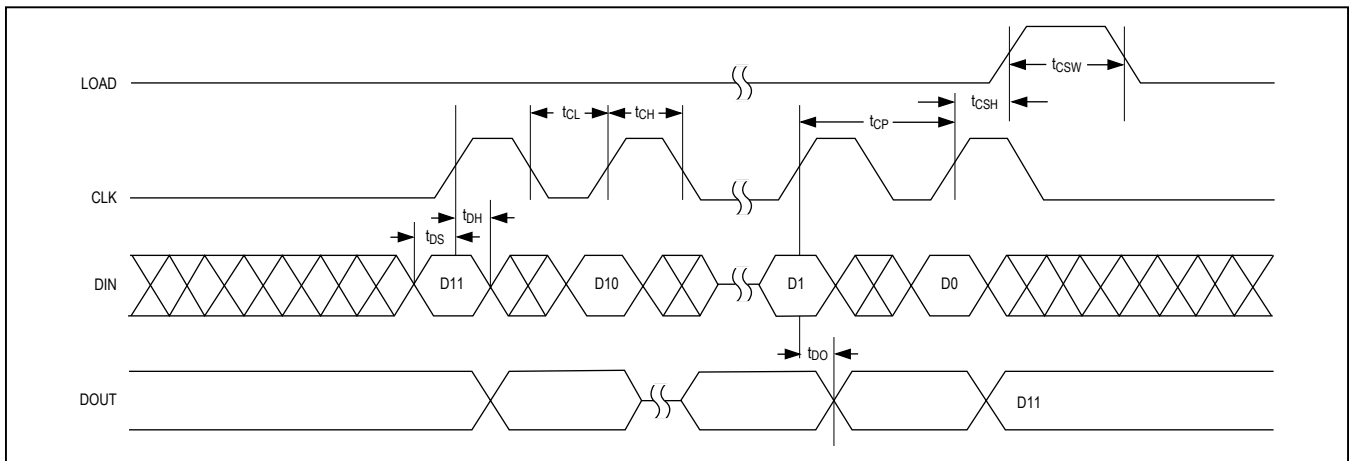 LOAD
tCSW
tCSH
tCL
tCH
tCP
CLK
tDH
tDS
DIN
D11
D10
D1
D0
tDO
DOUT
D11